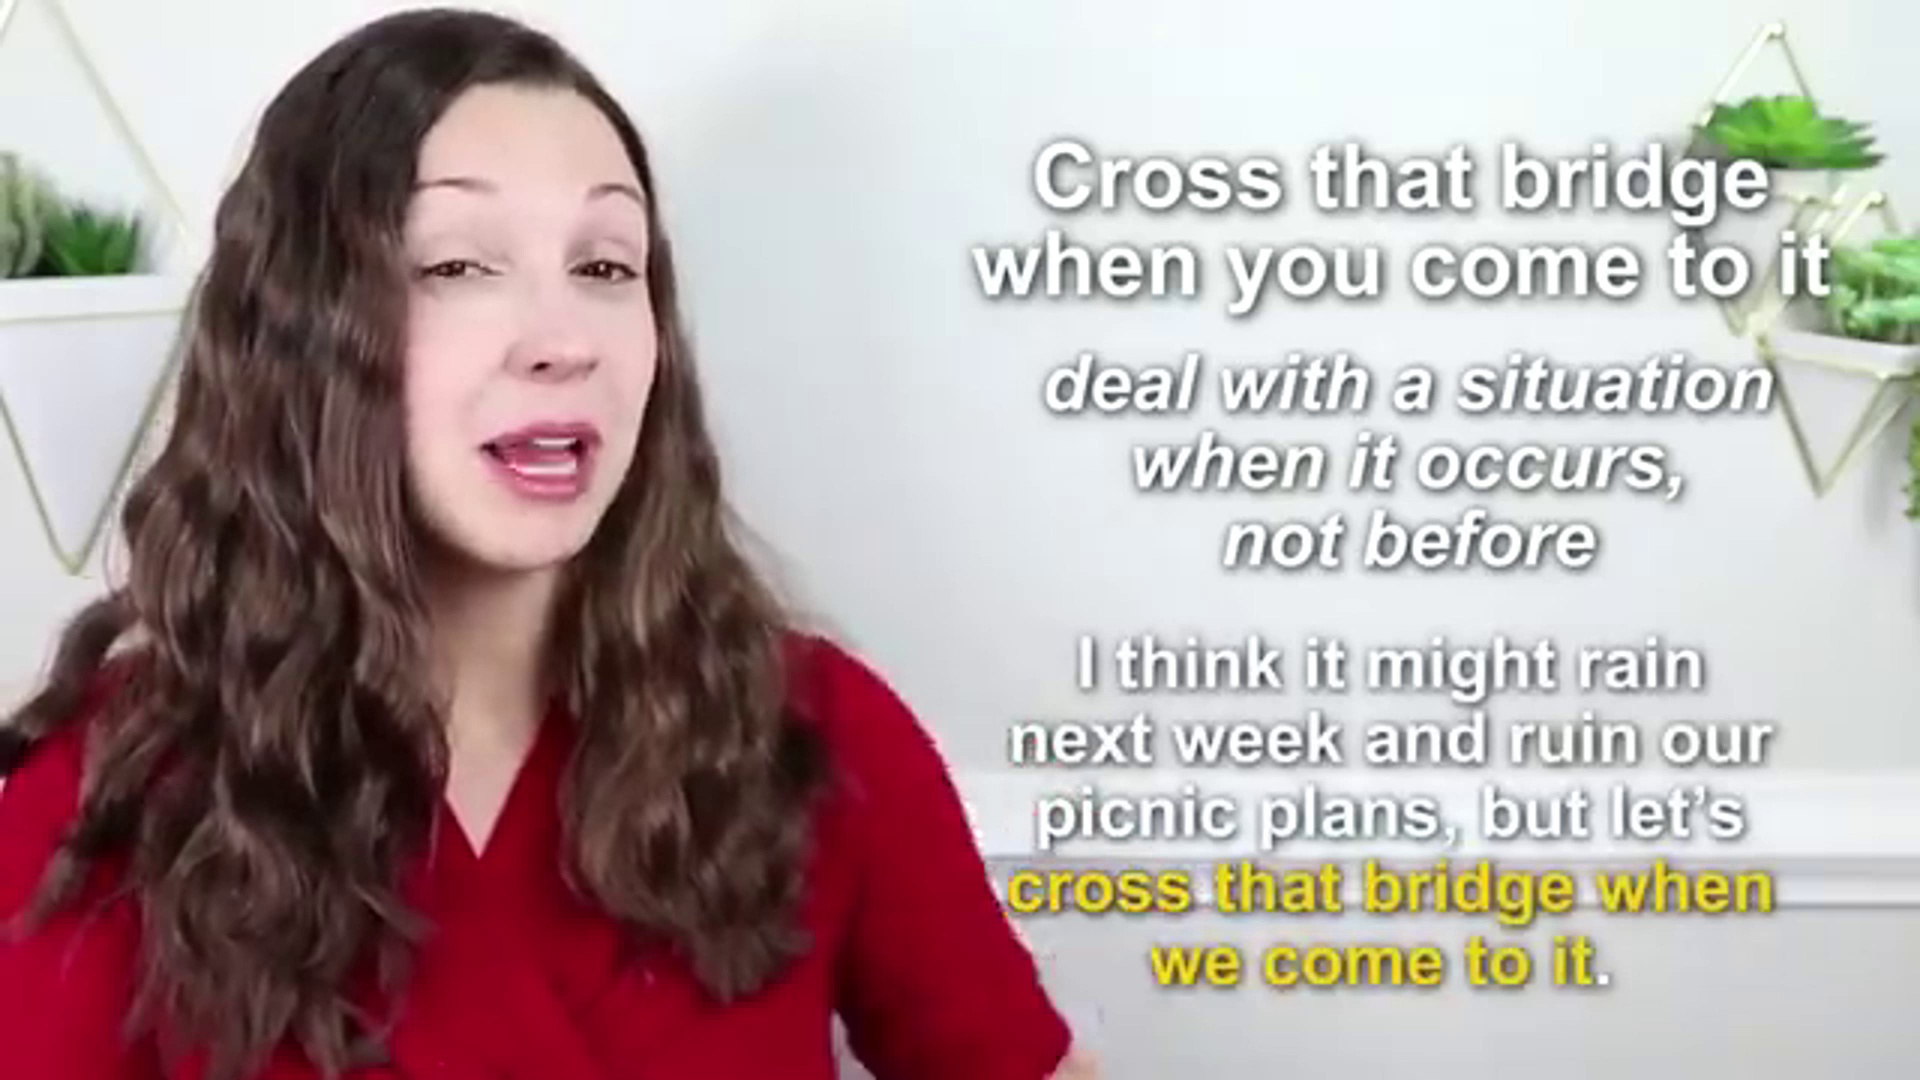 Cross that bridge
when you come to it
deal with a situation
when it occurs,
not before
I think it might rain
next week and ruin our
picnic plans, but let's
cross that bridge when
we come to it.